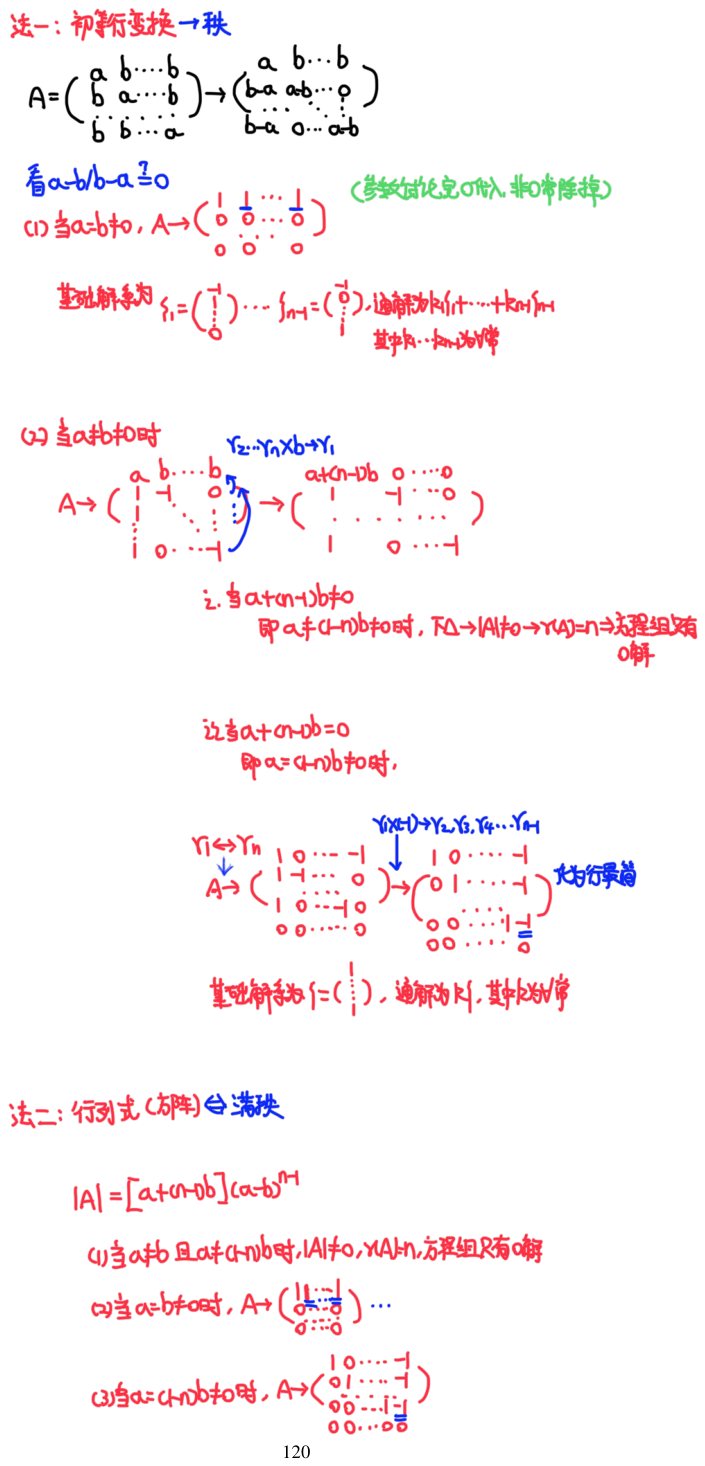 法一：初等行变换→秩
A=( a b····b
b a····b
· · · · · ·
b b···a )→( a b···b
b-a a-b···0
· · · · · ·
b-a 0···a-b )
看a-b/b-a ?= 0
(参数讨论完0代入,非0常除掉)
(1) 当a=b≠0, A→( 1 1 ··· 1
0 0 ··· 0
0 0 ··· 0 )
基础解系为 ξ₁=( -1 1 ⋮ 0 ) ···· ξn-1=( -1 0 ⋮ 1 ), 通解为k₁ξ₁+····+kn-1ξn-1
其中k₁···kn-1为∀常
(2) 当a≠b≠0时
r₂···rn×b→r₁
A→( a b····b
1 -1 0
⋮ ⋱ ⋮
1 0····-1 )→( a+(n-1)b 0·····0
1 -1···0
· · · · · ·
1 0····-1 )
i. 当a+(n-1)b≠0
即a≠(1-n)b≠0时, 下△→|A|≠0→r(A)=n⇒方程组只有
0解
ii.当a+(n-1)b=0
即a=(1-n)b≠0时,
r₁×(-1)→r₂,r₃,r₄····rn-1
r₁↔rn
A→( 1 0····-1
1 -1··· 0
· · · ·
1 0···-1 0
0 0·····0 )→( 1 0·····-1
0 1·····-1
· · · ·
0 0····1 -1
0 0····· 0 ) 化为行最简
基础解系为ξ=( 1 ⋮ 1 ), 通解为kξ, 其中k为∀常
法二：行列式(方阵)⇔满秩
|A|=[a+(n-1)b](a-b)ⁿ⁻¹
(1)当a≠b且a≠(1-n)b时,|A|≠0,r(A)=n,方程组只有0解
(2)当a=b≠0时, A→( 1 1···1
0 0···0
0 ···· 0 )···
(3)当a=(1-n)b≠0时, A→( 1 0····-1
0 1····-1
· · · · · ·
0 0····1 -1
0 0····0 0 )
120